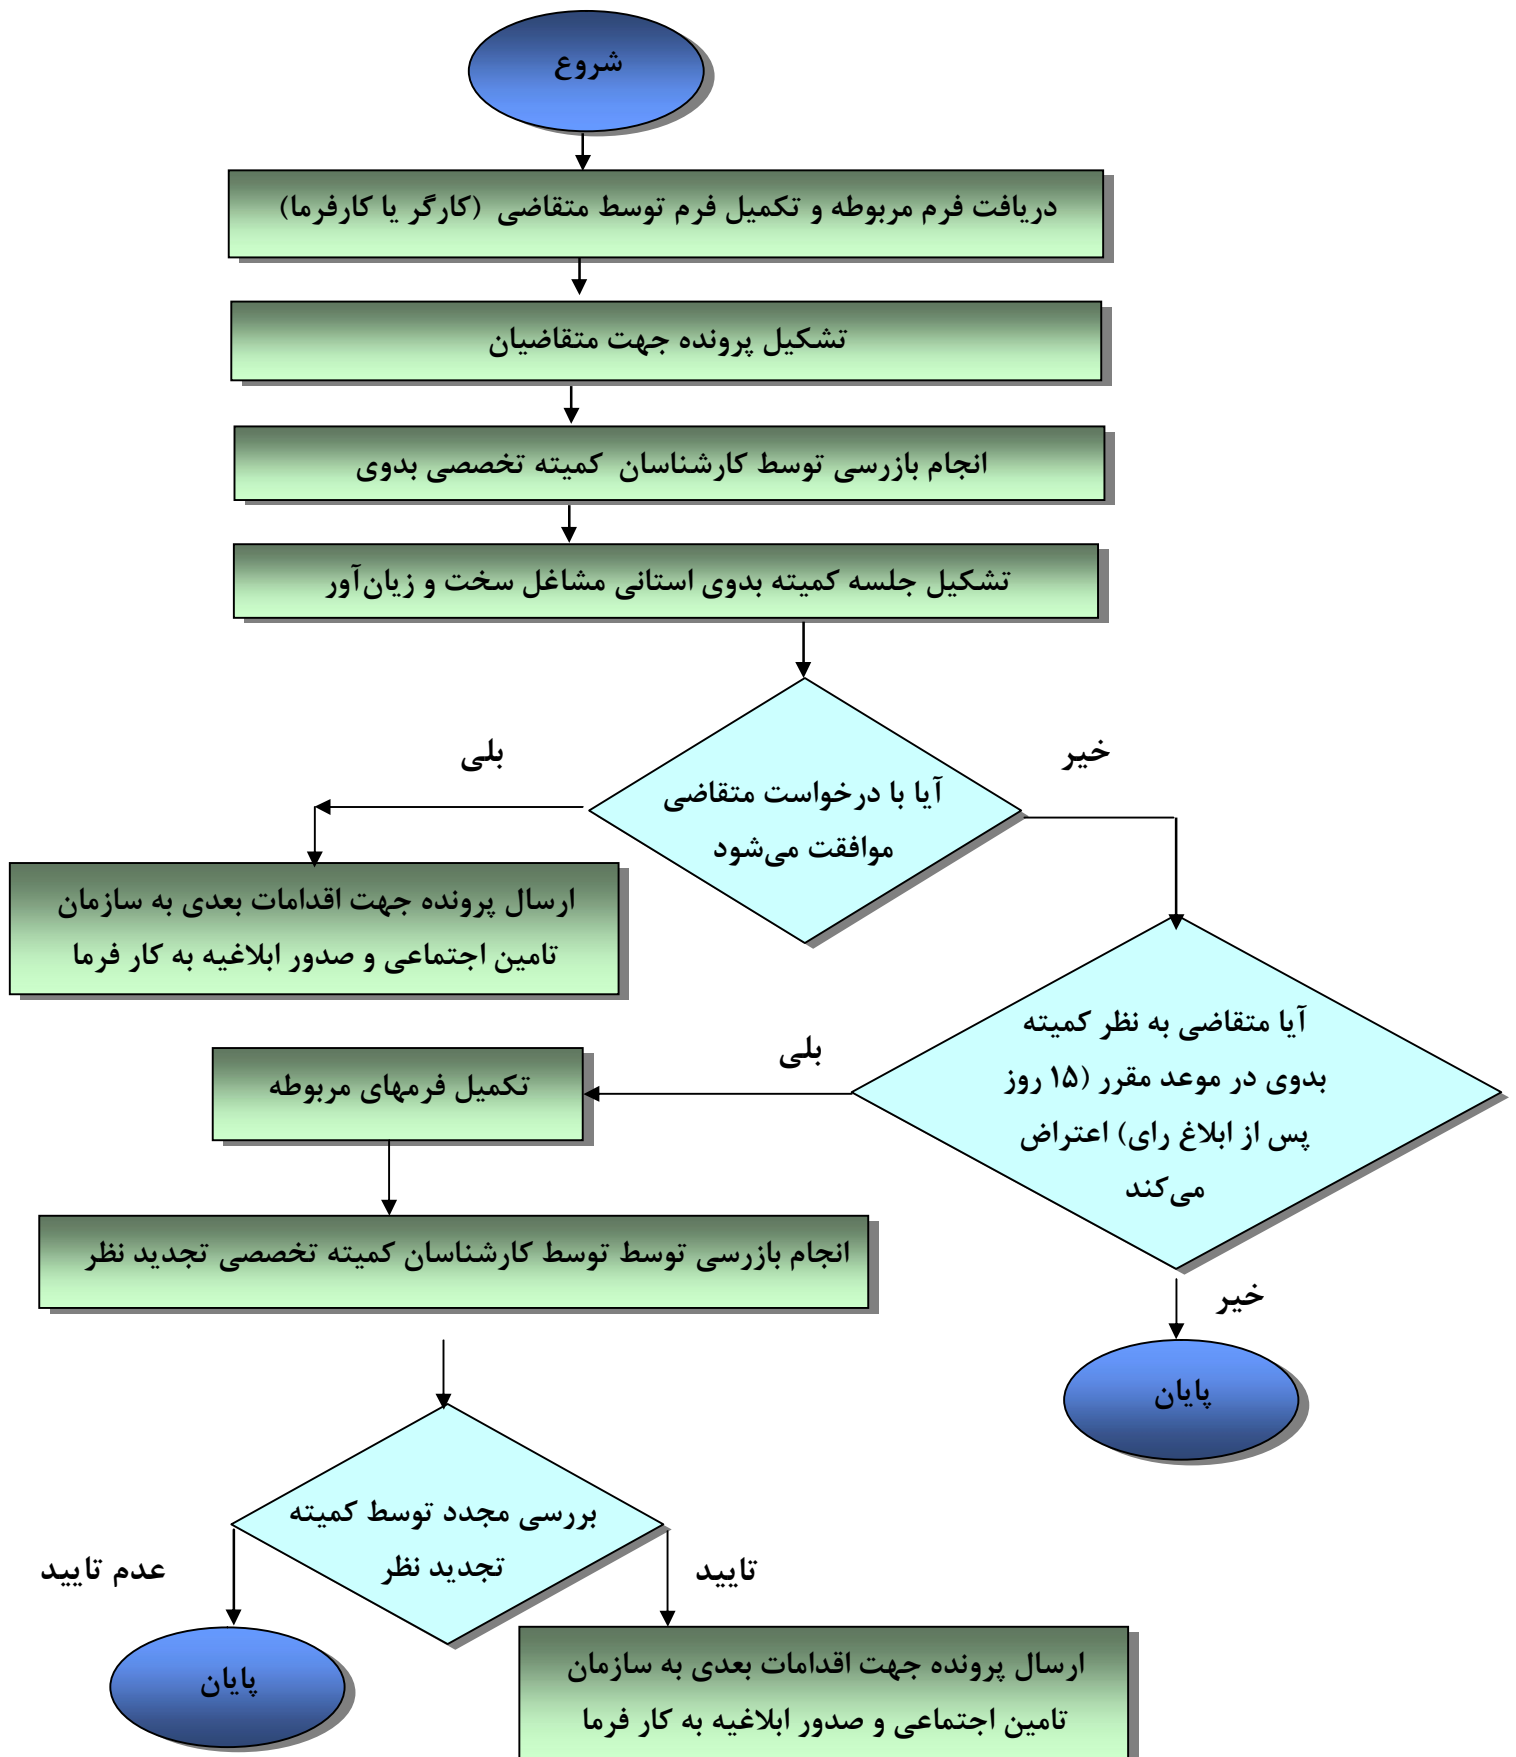 شروع
دریافت فرم مربوطه و تکمیل فرم توسط متقاضی (کارگر یا کارفرما)
تشکیل پرونده جهت متقاضیان
انجام بازرسی توسط کارشناسان کمیته تخصصی بدوی
تشکیل جلسه کمیته بدوی استانی مشاغل سخت و زیان‌آور
خیر
بلی
آیا با درخواست متقاضی
موافقت می‌شود
ارسال پرونده جهت اقدامات بعدی به سازمان
تامین اجتماعی و صدور ابلاغیه به کار فرما
آیا متقاضی به نظر کمیته
بدوی در موعد مقرر (۱۵ روز
پس از ابلاغ رای) اعتراض
می‌کند
بلی
تکمیل فرمهای مربوطه
انجام بازرسی توسط توسط کارشناسان کمیته تخصصی تجدید نظر
خیر
پایان
بررسی مجدد توسط کمیته
تجدید نظر
تایید
عدم تایید
ارسال پرونده جهت اقدامات بعدی به سازمان
تامین اجتماعی و صدور ابلاغیه به کار فرما
پایان